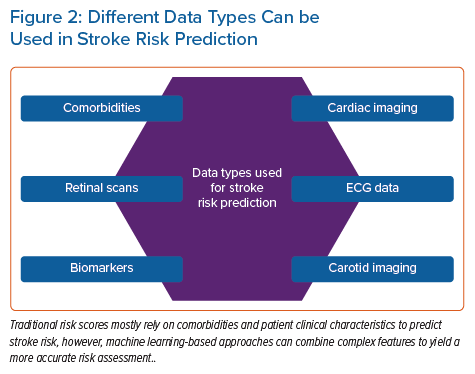 Figure 2: Different Data Types Can be
Used in Stroke Risk Prediction
Comorbidities
Cardiac imaging
Retinal scans
Data types used
for stroke
risk prediction
ECG data
Biomarkers
Carotid imaging
Traditional risk scores mostly rely on comorbidities and patient clinical characteristics to predict
stroke risk, however, machine learning-based approaches can combine complex features to yield a
more accurate risk assessment..